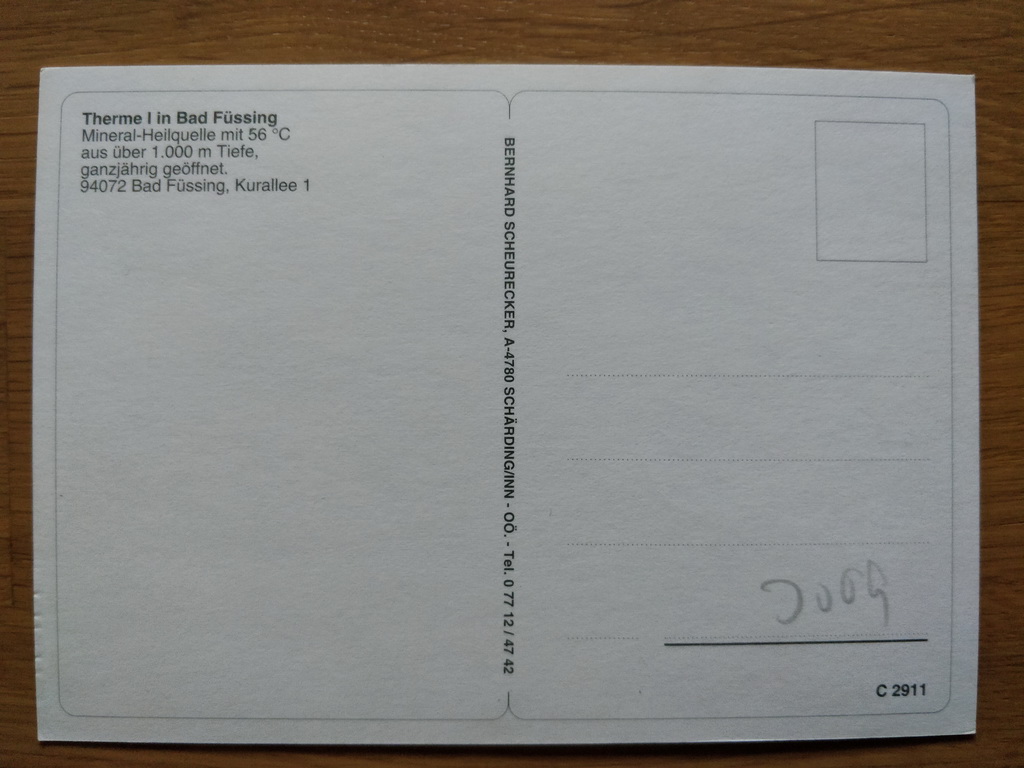 Therme I in Bad Füssing
Mineral-Heilquelle mit 56 °C
aus über 1.000 m Tiefe,
ganzjährig geöffnet.
94072 Bad Füssing, Kurallee 1
BERNHARD SCHEURECKER, A-4780 SCHÄRDING/INN - OÖ. - Tel. 0 77 12 / 47 42
C 2911